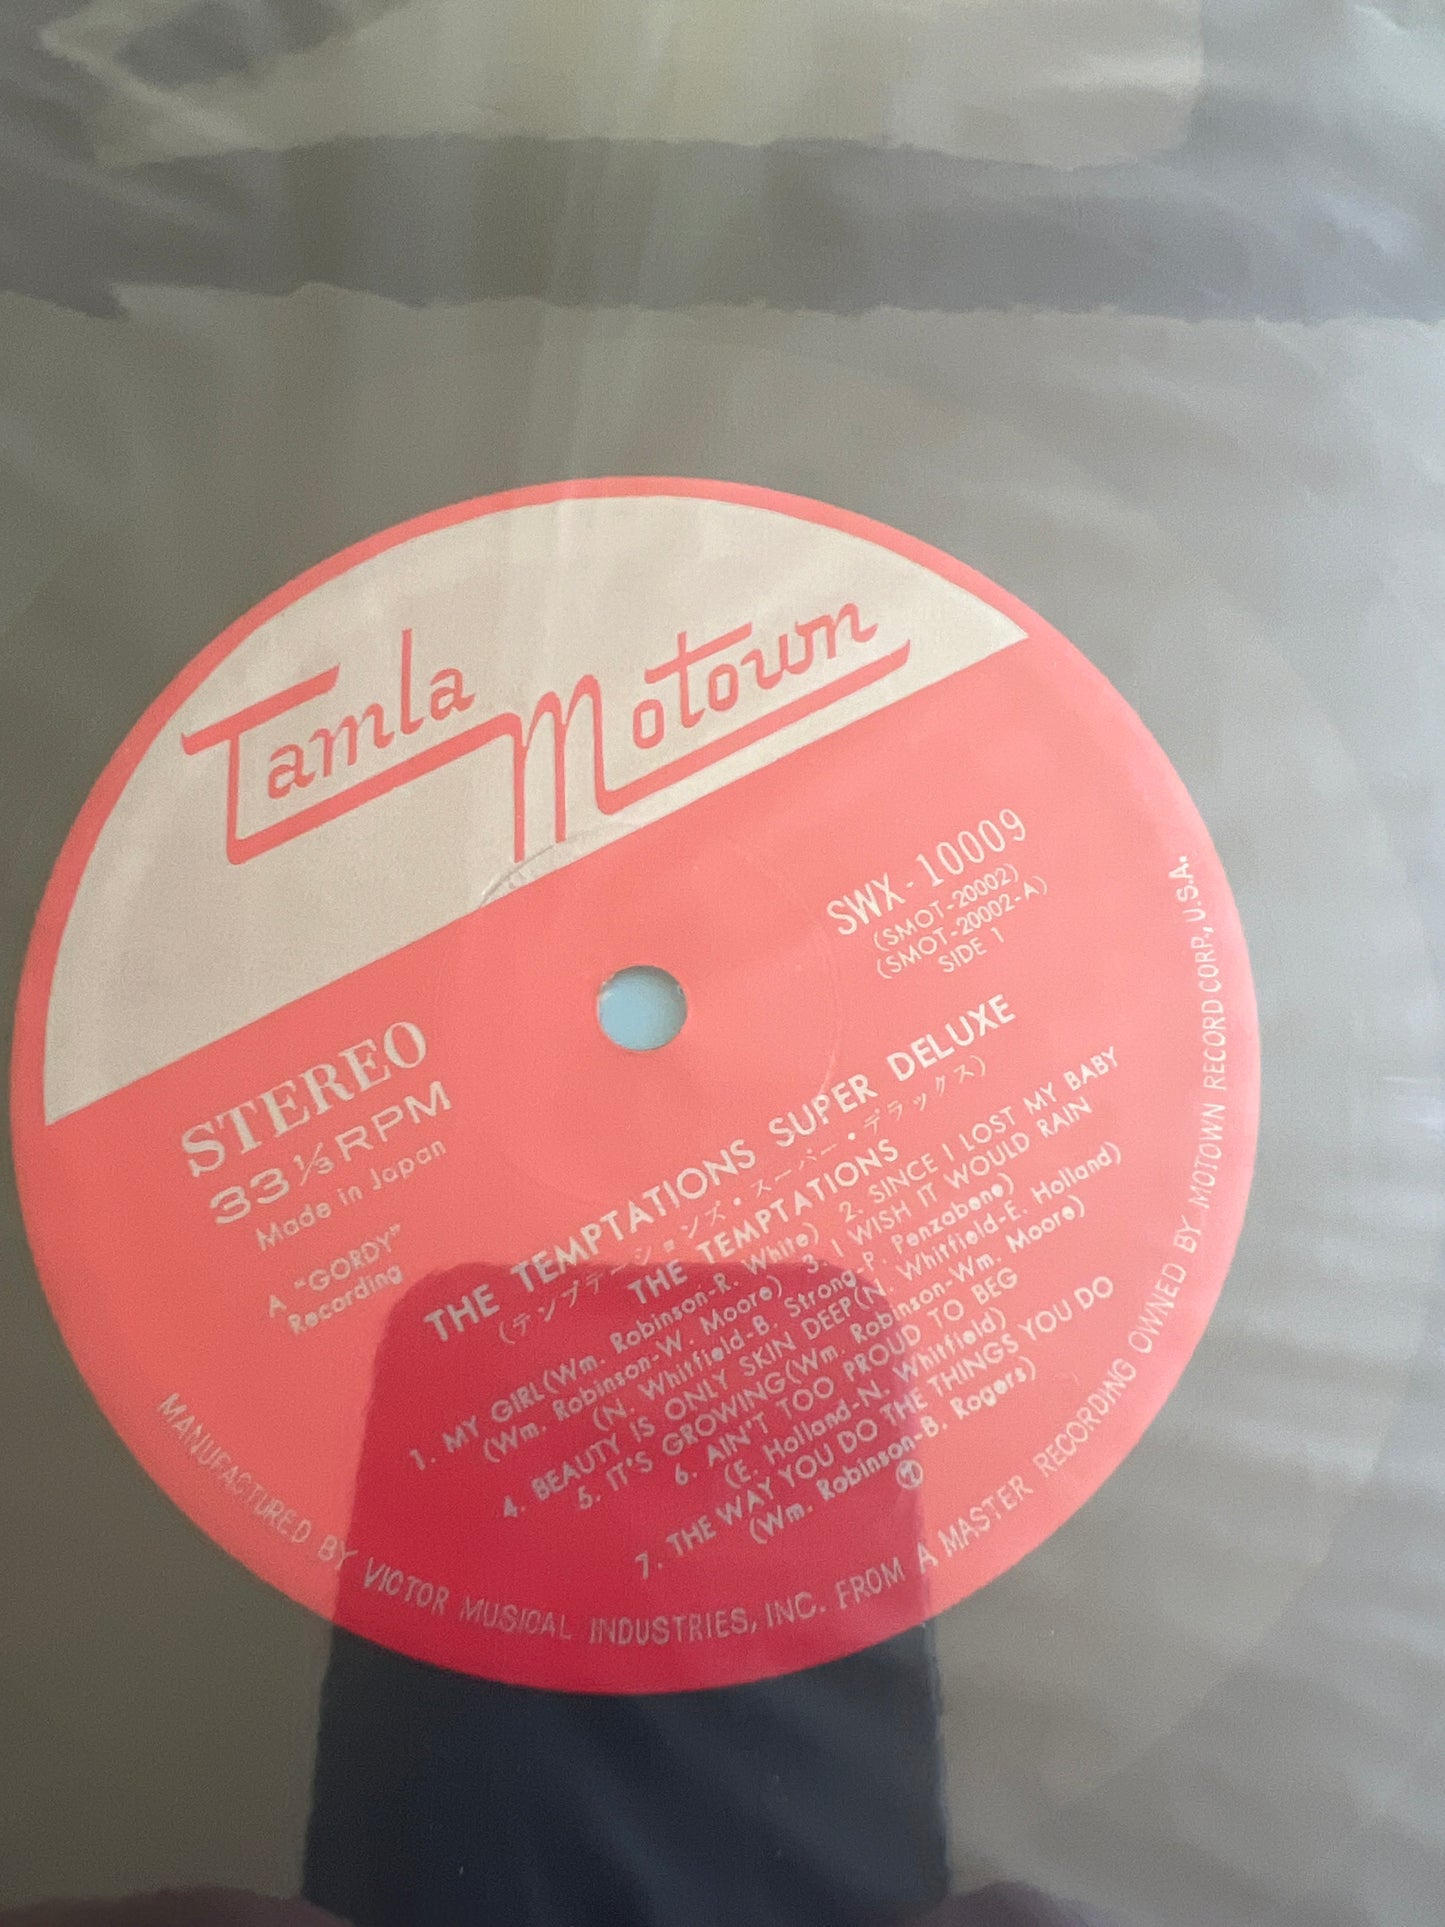 Tamla Motown
SWX-10009
(SMOT-20002)
(SMOT-20002-A)
SIDE 1
STEREO
33 1/3 RPM
Made in Japan
A "GORDY"
Recording
THE TEMPTATIONS SUPER DELUXE
(テンプテーションズ・スーパー・デラックス)
THE TEMPTATIONS
1. MY GIRL(Wm. Robinson-R. White) 2. SINCE I LOST MY BABY
(Wm. Robinson-W. Moore) 3. I WISH IT WOULD RAIN
(N. Whitfield-B. Strong-P. Penzabene)
4. BEAUTY IS ONLY SKIN DEEP(N. Whitfield-E. Holland)
5. IT'S GROWING(Wm. Robinson-Wm. Moore)
6. AIN'T TOO PROUD TO BEG
(E. Holland-N. Whitfield)
7. THE WAY YOU DO THE THINGS YOU DO
(Wm. Robinson-B. Rogers)
MANUFACTURED BY VICTOR MUSICAL INDUSTRIES, INC. FROM A MASTER RECORDING OWNED BY MOTOWN RECORD CORP., U.S.A.